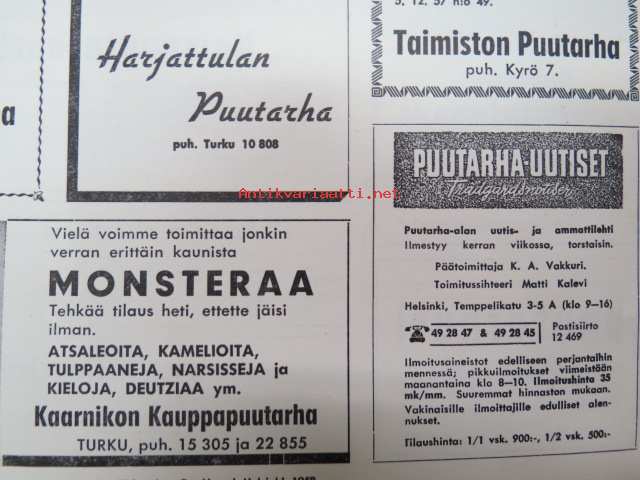 Harjattulan
Puutarha
puh. Turku 10 808
5, 12, 57 n:o 49.
Taimiston Puutarha
puh. Kyrö 7.
Antikvariaatti.net
Vielä voimme toimittaa jonkin
verran erittäin kaunista
MONSTERAA
Tehkää tilaus heti, ettette jäisi
ilman.
ATSALEOITA, KAMELIOITA,
TULPPAANEJA, NARSISSEJA ja
KIELOJA, DEUTZIAA ym.
Kaarnikon Kauppapuutarha
TURKU, puh. 15 305 ja 22 855
PUUTARHA-UUTISET
Puutarha-alan uutis- ja ammattilehti
Ilmestyy kerran viikossa, torstaisin.
Päätoimittaja K. A. Vakkuri.
Toimitussihteeri Matti Kalevi
Helsinki, Temppelikatu 3-5 A (klo 9–16)
49 28 47 & 49 28 45
Postisiirto
12 469
Ilmoitusaineistot edelliseen perjantaihin
mennessä; pikkuilmoitukset viimeistään
maanantaina klo 8–10. Ilmoitushinta 35
mk/mm. Suuremmat hinnaston mukaan.
Vakinaisille ilmoittajille edulliset alen-
nukset.
Tilaushinta: 1/1 vsk. 900:-, 1/2 vsk. 500:-